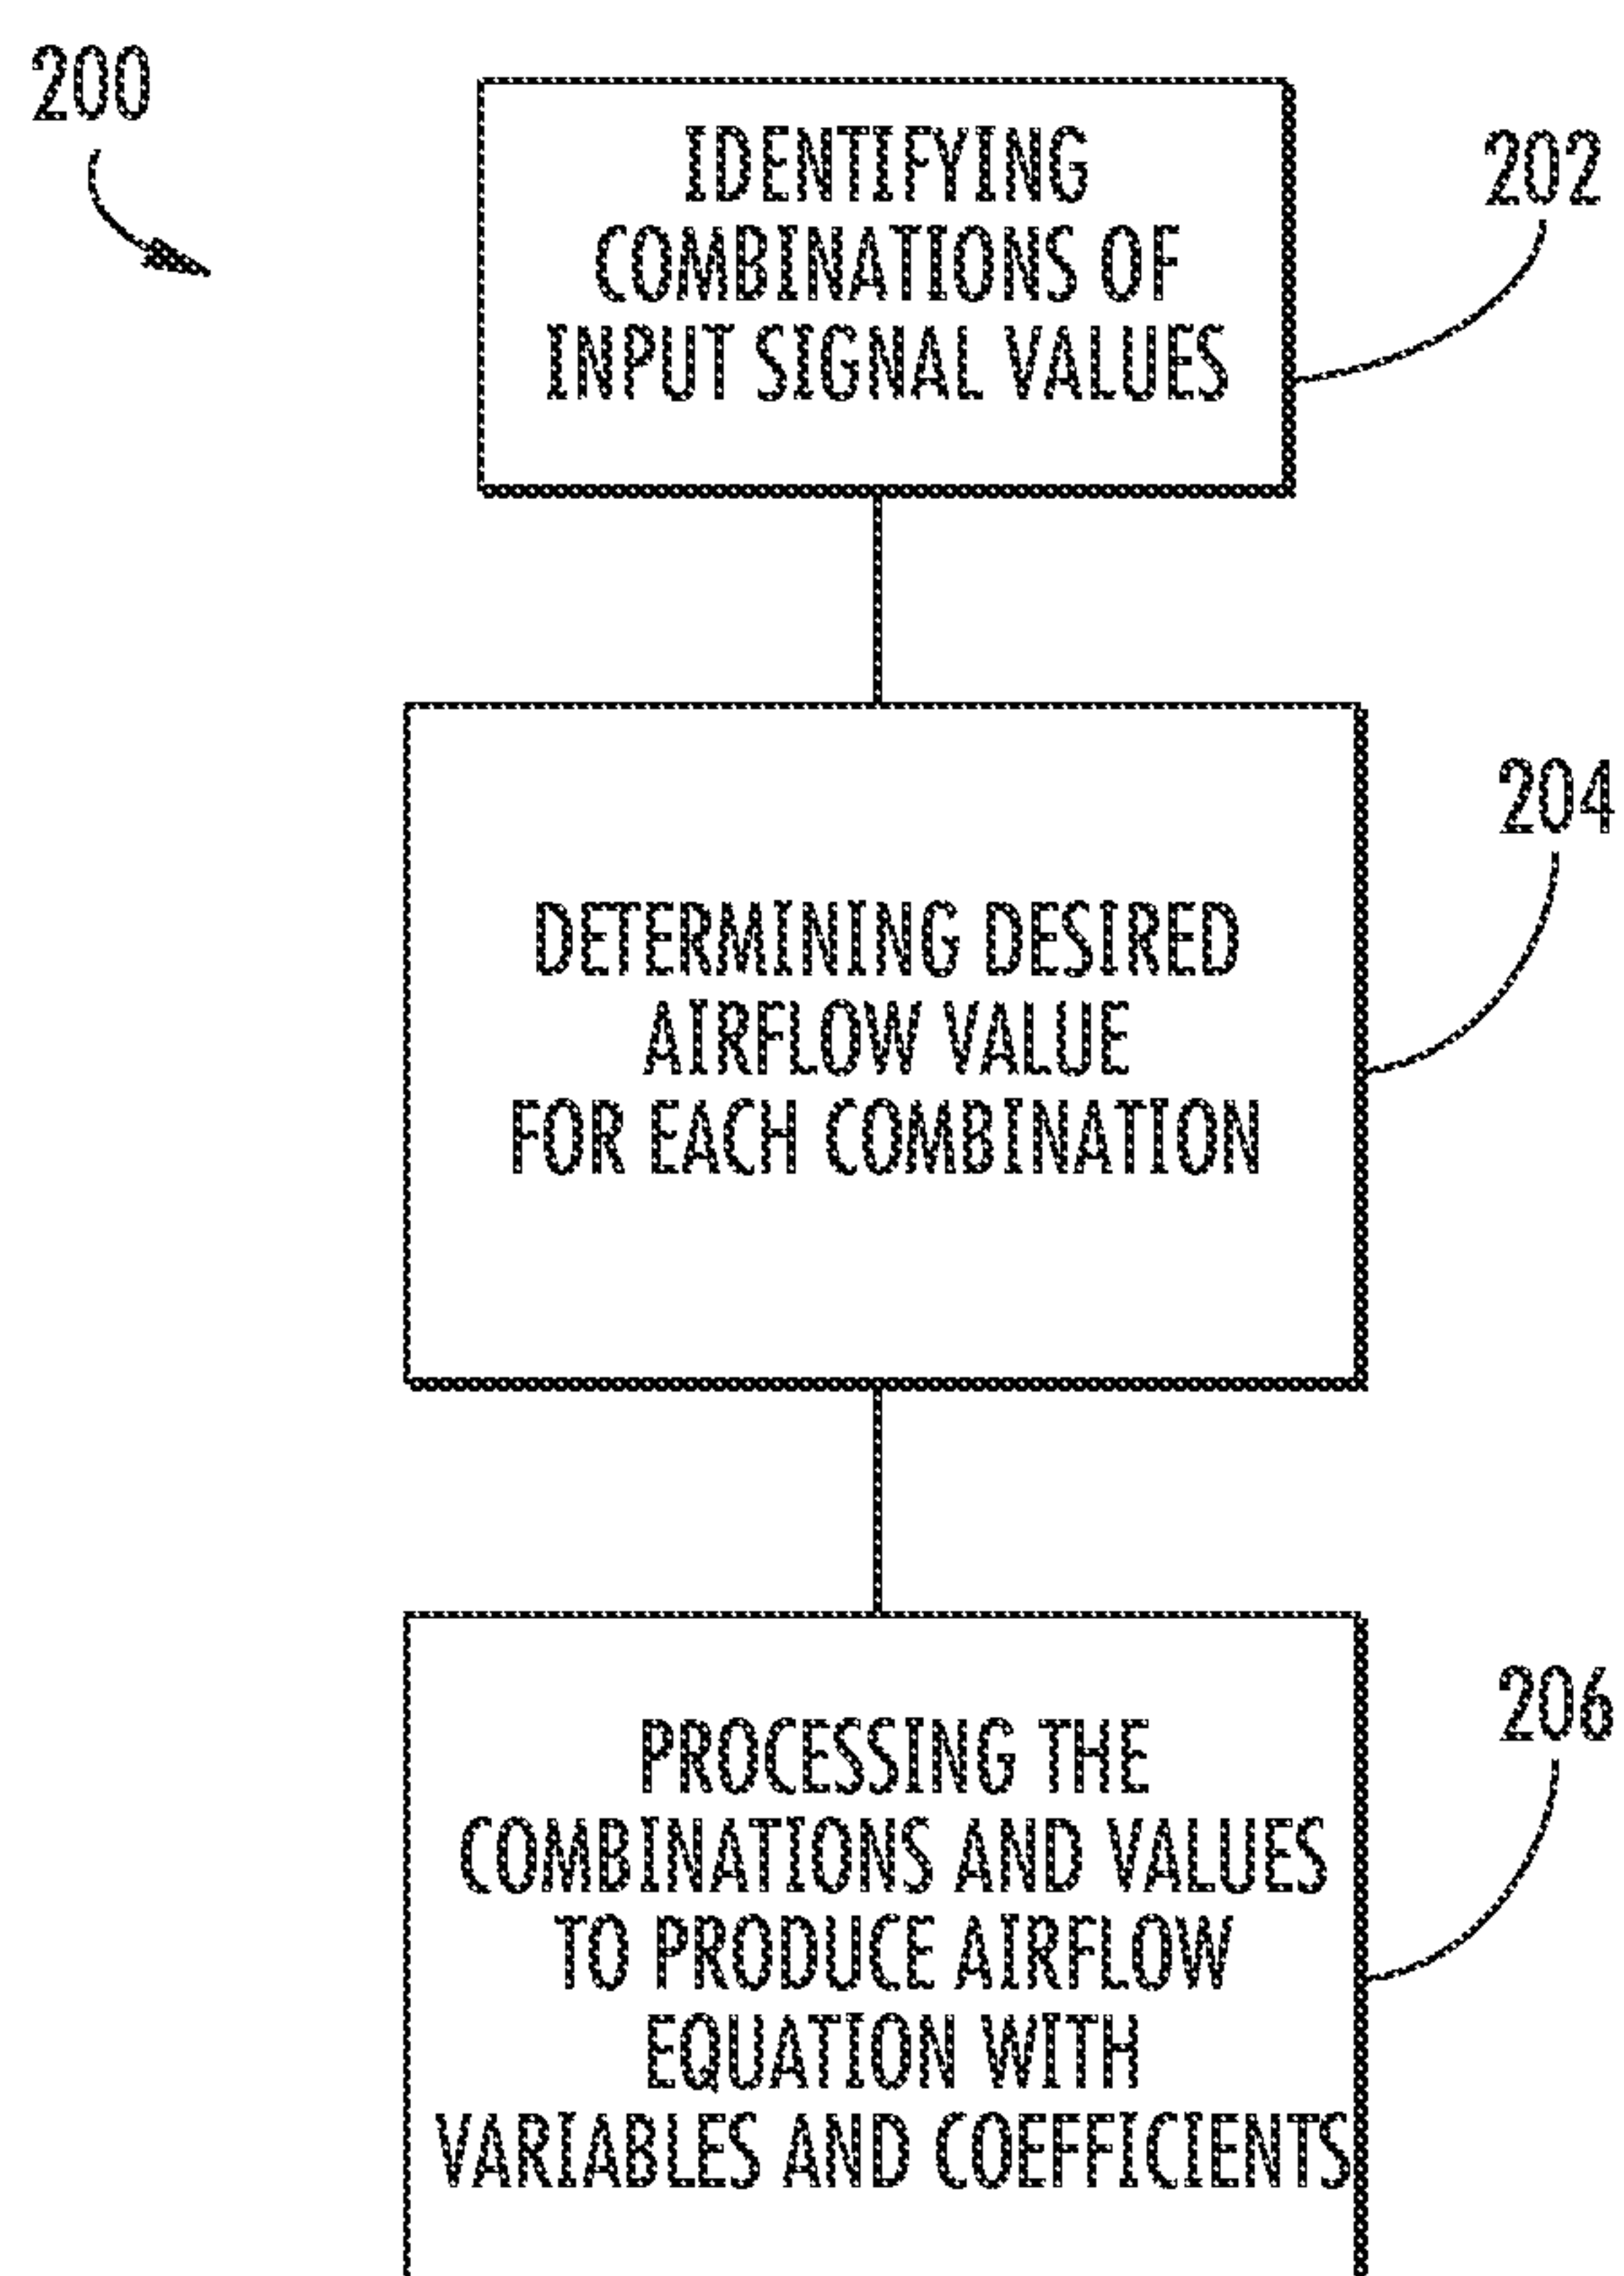 200
IDENTIFYING
COMBINATIONS OF
INPUT SIGNAL VALUES
202
DETERMINING DESIRED
AIRFLOW VALUE
FOR EACH COMBINATION
204
PROCESSING THE
COMBINATIONS AND VALUES
TO PRODUCE AIRFLOW
EQUATION WITH
VARIABLES AND COEFFICIENTS
206